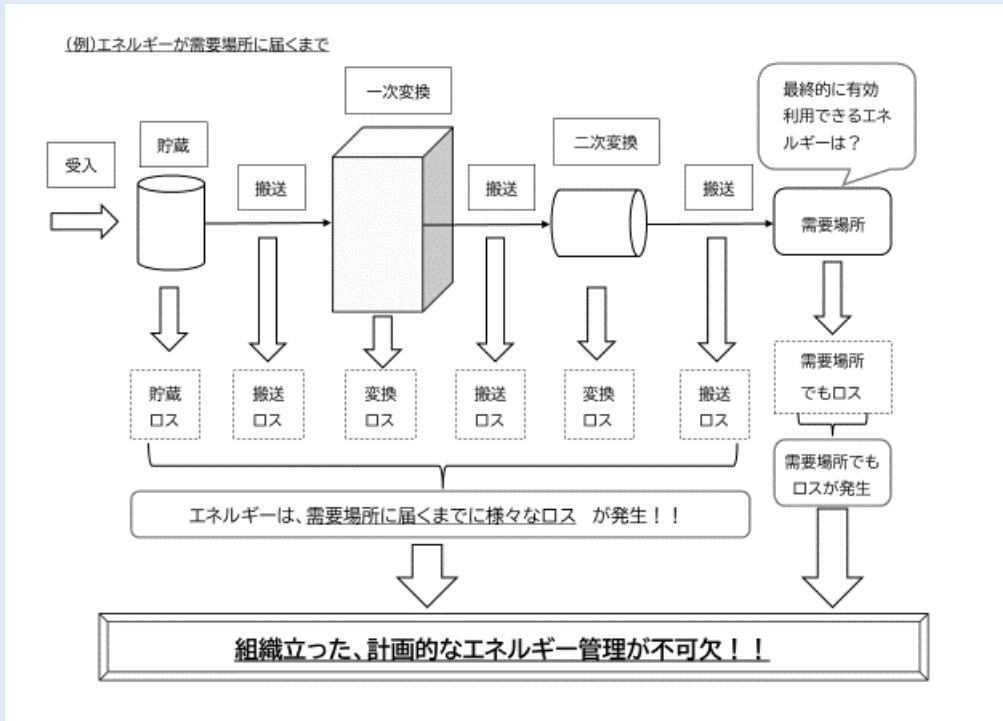 (例)エネルギーが需要場所に届くまで
受入
貯蔵
搬送
一次変換
搬送
二次変換
搬送
最終的に有効
利用できるエネ
ルギーは？
需要場所
貯蔵
ロス
搬送
ロス
変換
ロス
搬送
ロス
変換
ロス
搬送
ロス
需要場所
でもロス
需要場所でも
ロスが発生
エネルギーは、需要場所に届くまでに様々なロス　が発生！！
組織立った、計画的なエネルギー管理が不可欠！！